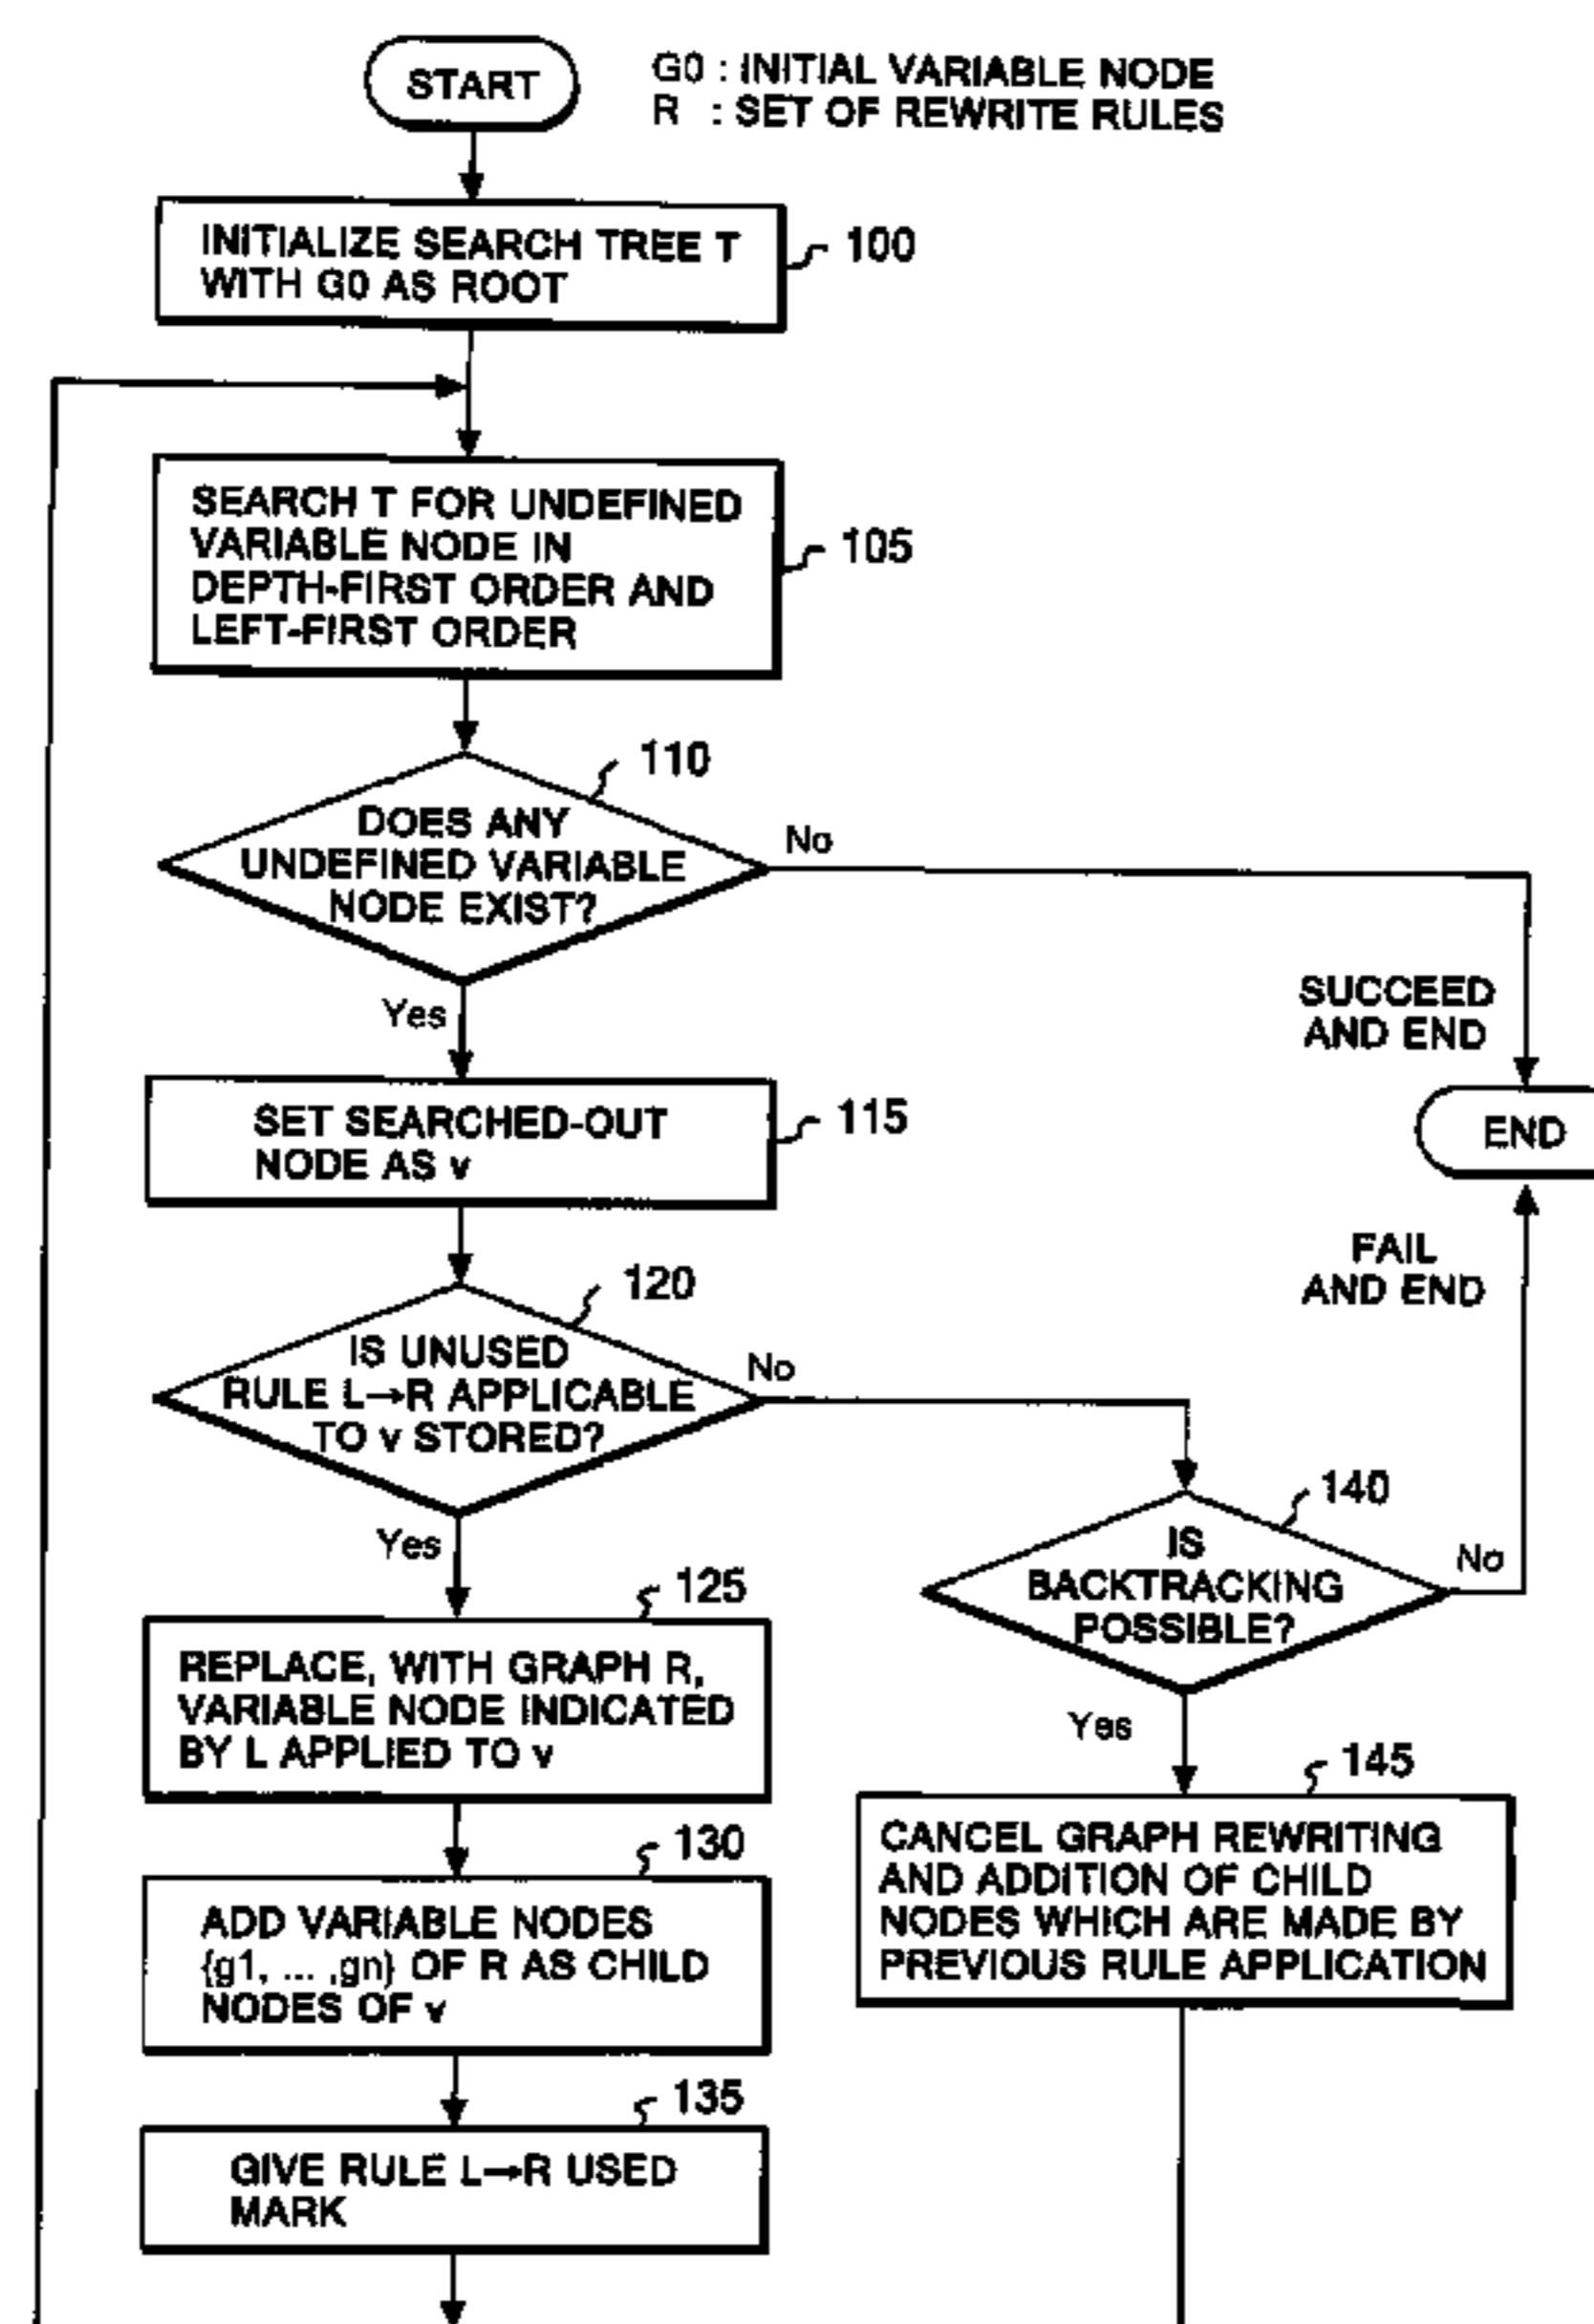 START
G0 : INITIAL VARIABLE NODE
R : SET OF REWRITE RULES
INITIALIZE SEARCH TREE T
WITH G0 AS ROOT
100
SEARCH T FOR UNDEFINED
VARIABLE NODE IN
DEPTH-FIRST ORDER AND
LEFT-FIRST ORDER
105
110
DOES ANY
UNDEFINED VARIABLE
NODE EXIST?
No
Yes
SUCCEED
AND END
SET SEARCHED-OUT
NODE AS v
115
END
FAIL
AND END
120
IS UNUSED
RULE L→R APPLICABLE
TO v STORED?
No
Yes
140
IS
BACKTRACKING
POSSIBLE?
No
Yes
125
REPLACE, WITH GRAPH R,
VARIABLE NODE INDICATED
BY L APPLIED TO v
130
ADD VARIABLE NODES
{g1, ... ,gn} OF R AS CHILD
NODES OF v
145
CANCEL GRAPH REWRITING
AND ADDITION OF CHILD
NODES WHICH ARE MADE BY
PREVIOUS RULE APPLICATION
135
GIVE RULE L→R USED
MARK